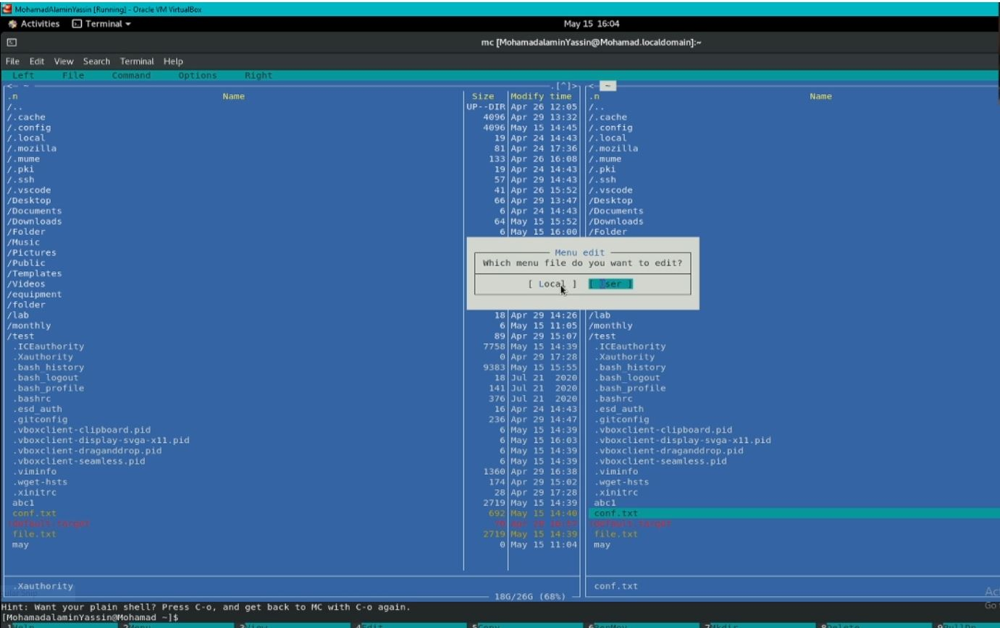 MohamadAlaminYassin [Running] - Oracle VM VirtualBox
Activities Terminal May 15 16:04
mc [MohamadalaminYassin@Mohamad.localdomain]:~
File Edit View Search Terminal Help
Left File Command Options Right
<— ~ .[^]> <— ~
.n Name Size Modify time .n Name
/.. UP--DIR Apr 26 12:05 /..
/.cache 4096 Apr 29 13:32 /.cache
/.config 4096 May 15 14:45 /.config
/.local 19 Apr 24 14:43 /.local
/.mozilla 81 Apr 24 17:36 /.mozilla
/.mume 133 Apr 26 16:08 /.mume
/.pki 19 Apr 24 14:43 /.pki
/.ssh 57 Apr 29 14:43 /.ssh
/.vscode 41 Apr 26 15:52 /.vscode
/Desktop 66 Apr 29 13:47 /Desktop
/Documents 6 Apr 24 14:43 /Documents
/Downloads 64 May 15 15:52 /Downloads
/Folder 6 May 15 16:00 /Folder
/Music
/Pictures Menu edit
/Public Which menu file do you want to edit?
/Templates
/Videos [ Local ] [ User ]
/equipment
/folder
/lab 18 Apr 29 14:26 /lab
/monthly 6 May 15 11:05 /monthly
/test 89 Apr 29 15:07 /test
.ICEauthority 7758 May 15 14:39 .ICEauthority
.Xauthority 0 Apr 29 17:28 .Xauthority
.bash_history 9383 May 15 15:55 .bash_history
.bash_logout 18 Jul 21 2020 .bash_logout
.bash_profile 141 Jul 21 2020 .bash_profile
.bashrc 376 Jul 21 2020 .bashrc
.esd_auth 16 Apr 24 14:43 .esd_auth
.gitconfig 236 Apr 29 14:47 .gitconfig
.vboxclient-clipboard.pid 6 May 15 14:39 .vboxclient-clipboard.pid
.vboxclient-display-svga-x11.pid 6 May 15 16:03 .vboxclient-display-svga-x11.pid
.vboxclient-draganddrop.pid 6 May 15 14:39 .vboxclient-draganddrop.pid
.vboxclient-seamless.pid 6 May 15 14:39 .vboxclient-seamless.pid
.viminfo 1360 Apr 29 16:38 .viminfo
.wget-hsts 174 Apr 29 15:02 .wget-hsts
.xinitrc 28 Apr 29 17:28 .xinitrc
abc1 2719 May 15 14:39 abc1
conf.txt 692 May 15 14:40 conf.txt
!default.target !default.target
file.txt 2719 May 15 14:39 file.txt
may 0 May 15 11:04 may
.Xauthority conf.txt
18G/26G (68%)
Hint: Want your plain shell? Press C-o, and get back to MC with C-o again.
[MohamadalaminYassin@Mohamad ~]$
1Help 2Menu 3View 4Edit 5Copy 6RenMov 7Mkdir 8Delete 9PullDn